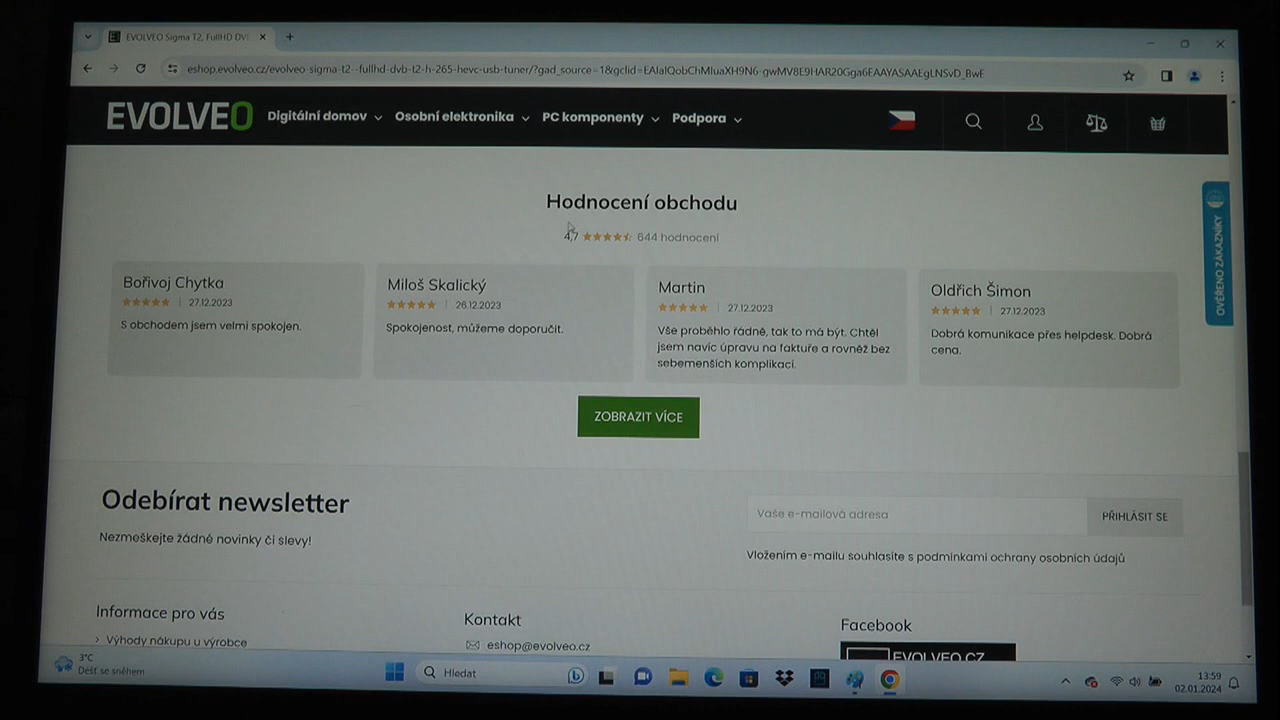 EVOLVEO Sigma T2, FullHD DVB
eshop.evolveo.cz/evolveo-sigma-t2--fullhd-dvb-t2-h-265-hevc-usb-tuner/?gad_source=1&gclid=EAIaIQobChMIuaXH9N6-gwMV8E9HAR20Gga6EAAYASAAEgLNSvD_BwE
EVOLVEO Digitální domov Osobní elektronika PC komponenty Podpora
OVĚŘENO ZÁKAZNÍKY
Hodnocení obchodu
4,7 644 hodnocení
Bořivoj Chytka
27.12.2023
S obchodem jsem velmi spokojen.
Miloš Skalický
26.12.2023
Spokojenost, můžeme doporučit.
Martin
27.12.2023
Vše proběhlo řádně, tak to má být. Chtěl
jsem navíc úpravu na faktuře a rovněž bez
sebemenších komplikací.
Oldřich Šimon
27.12.2023
Dobrá komunikace přes helpdesk. Dobrá
cena.
ZOBRAZIT VÍCE
Odebírat newsletter
Nezmeškejte žádné novinky či slevy!
Vaše e-mailová adresa
PŘIHLÁSIT SE
Vložením e-mailu souhlasíte s podmínkami ochrany osobních údajů
Informace pro vás
Výhody nákupu u výrobce
Kontakt
eshop@evolveo.cz
Facebook
EVOLVEO.CZ
3°C
Déšť se sněhem
Hledat
13:59
02.01.2024